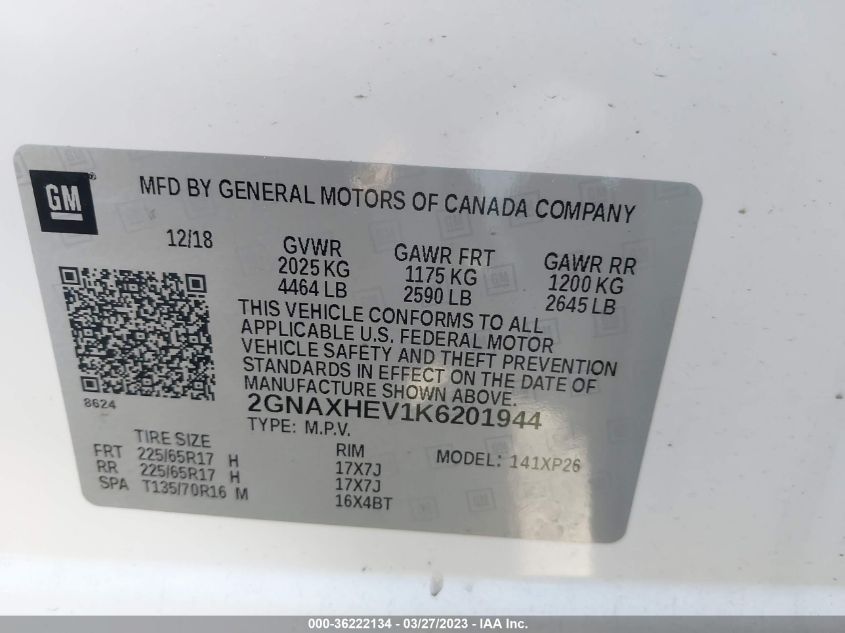 GM®
MFD BY GENERAL MOTORS OF CANADA COMPANY
12/18 GVWR GAWR FRT GAWR RR
2025 KG 1175 KG 1200 KG
4464 LB 2590 LB 2645 LB
THIS VEHICLE CONFORMS TO ALL
APPLICABLE U.S. FEDERAL MOTOR
VEHICLE SAFETY AND THEFT PREVENTION
STANDARDS IN EFFECT ON THE DATE OF
MANUFACTURE SHOWN ABOVE.
8624
2GNAXHEV1K6201944
TYPE: M.P.V.
TIRE SIZE RIM MODEL: 141XP26
FRT 225/65R17 H 17X7J
RR 225/65R17 H 17X7J
SPA T135/70R16 M 16X4BT
000-36222134 - 03/27/2023 - IAA Inc.